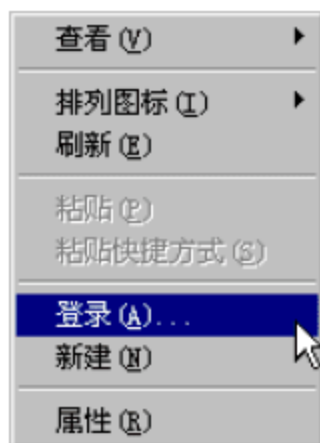 查看(V)
排列图标(I)
刷新(E)
粘贴(P)
粘贴快捷方式(S)
登录(A)...
新建(N)
属性(R)